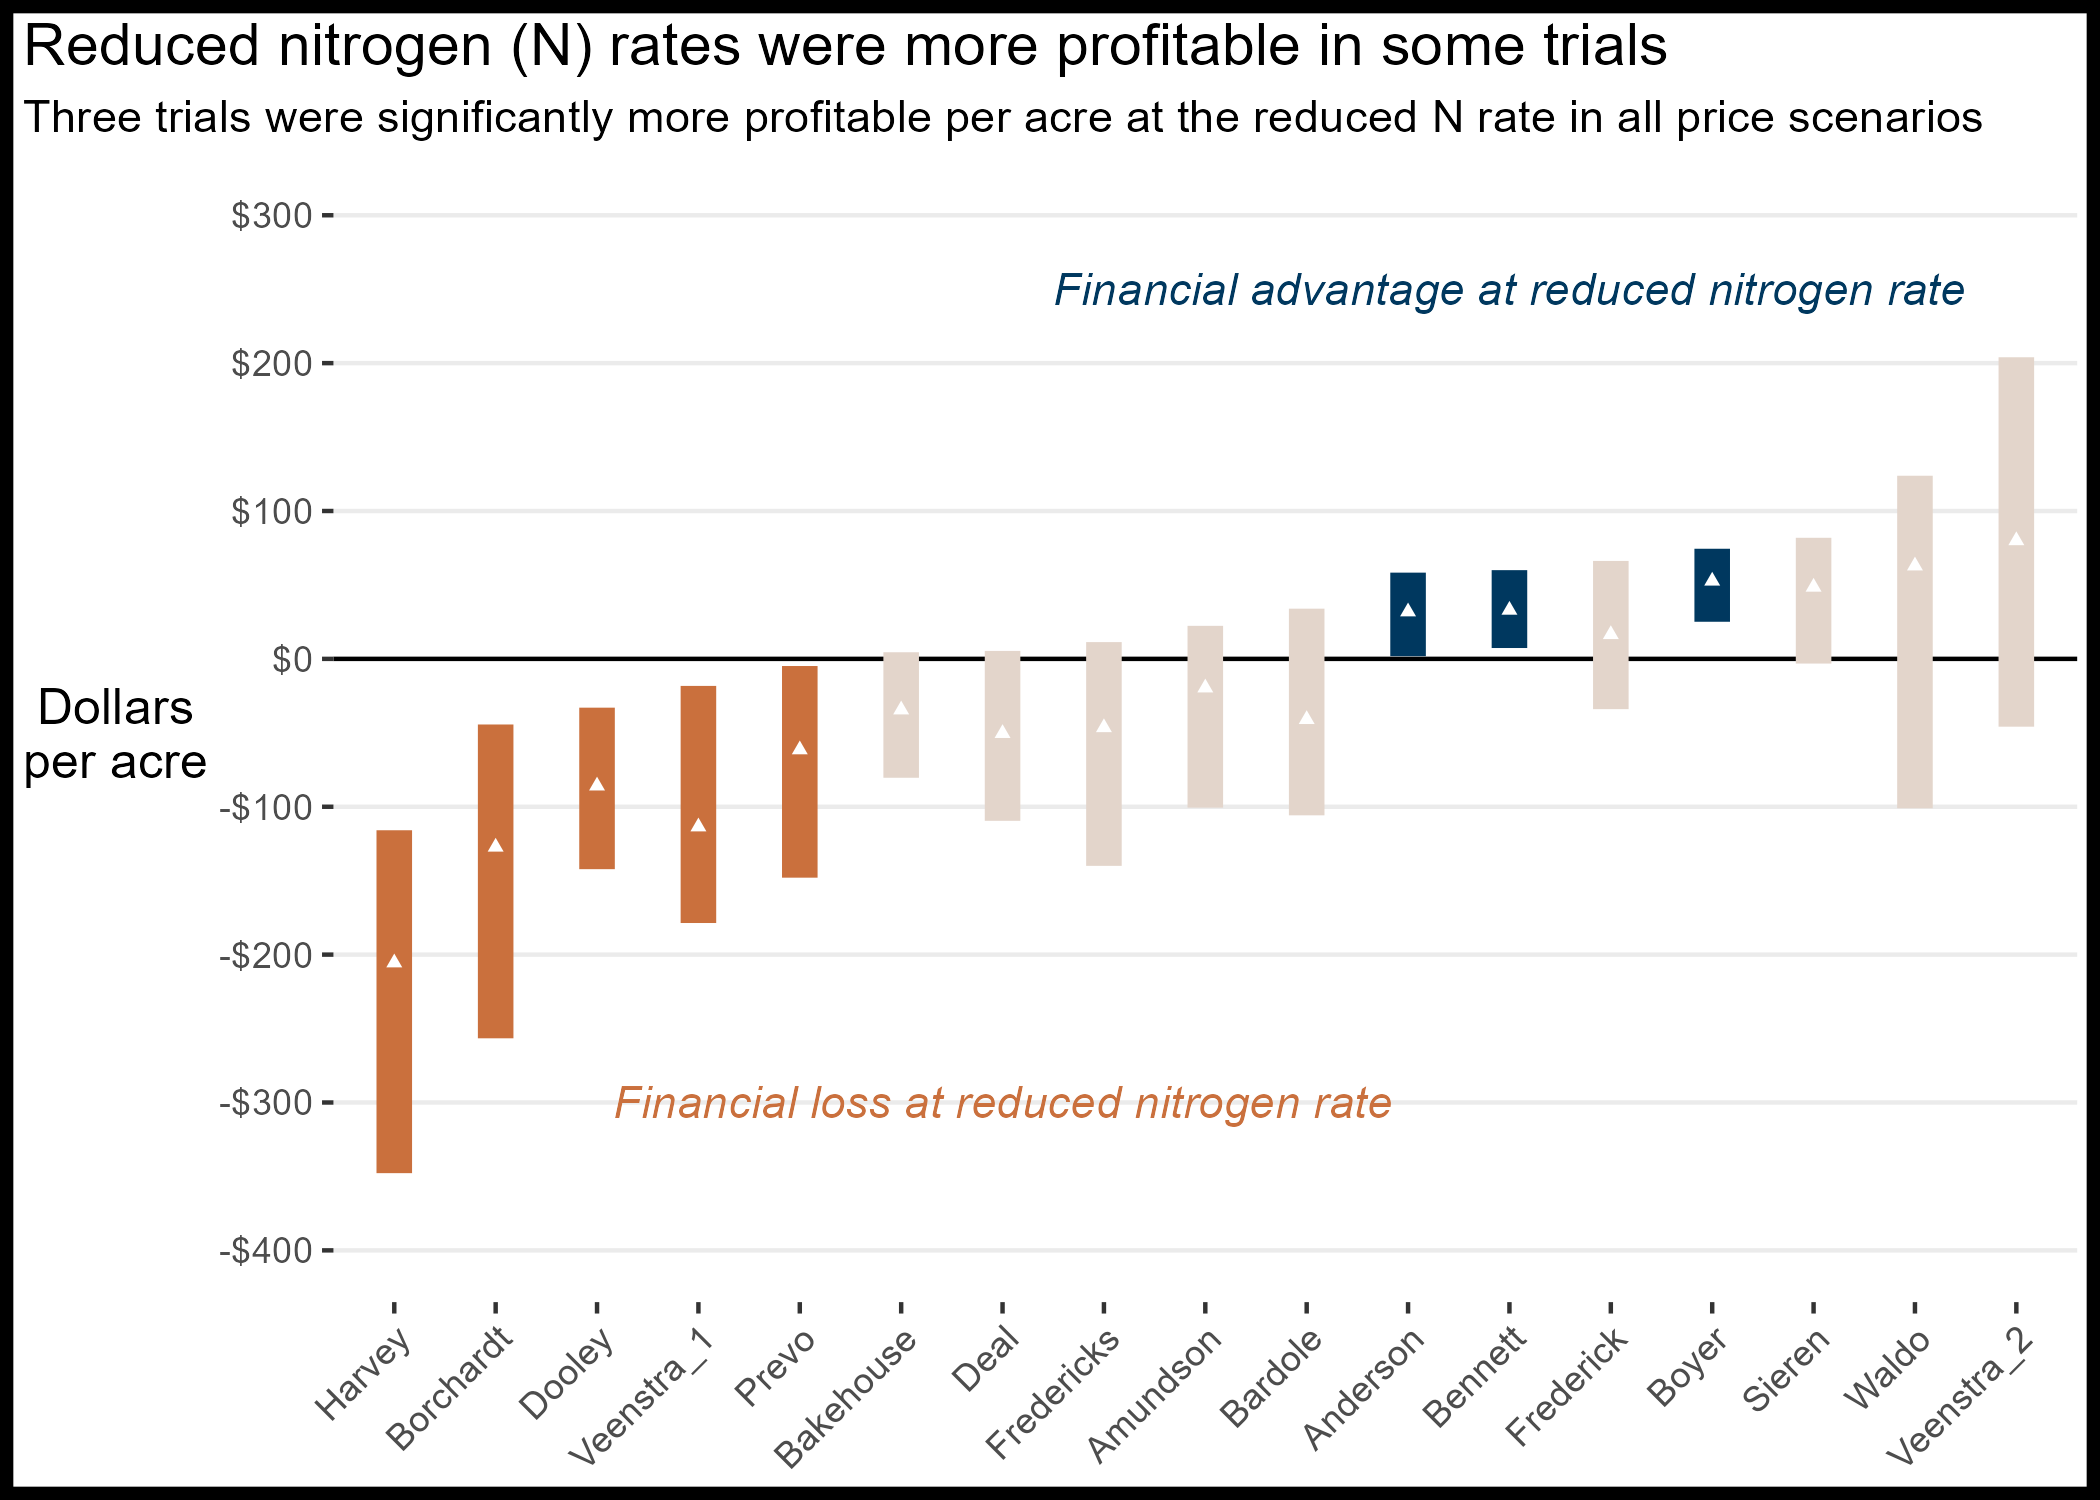 Reduced nitrogen (N) rates were more profitable in some trials
Three trials were significantly more profitable per acre at the reduced N rate in all price scenarios
$300
Financial advantage at reduced nitrogen rate
$200
$100
$0
Dollars
per acre
-$100
-$200
-$300
Financial loss at reduced nitrogen rate
-$400
Harvey
Borchardt
Dooley
Veenstra_1
Prevo
Bakehouse
Deal
Fredericks
Amundson
Bardole
Anderson
Bennett
Frederick
Boyer
Sieren
Waldo
Veenstra_2